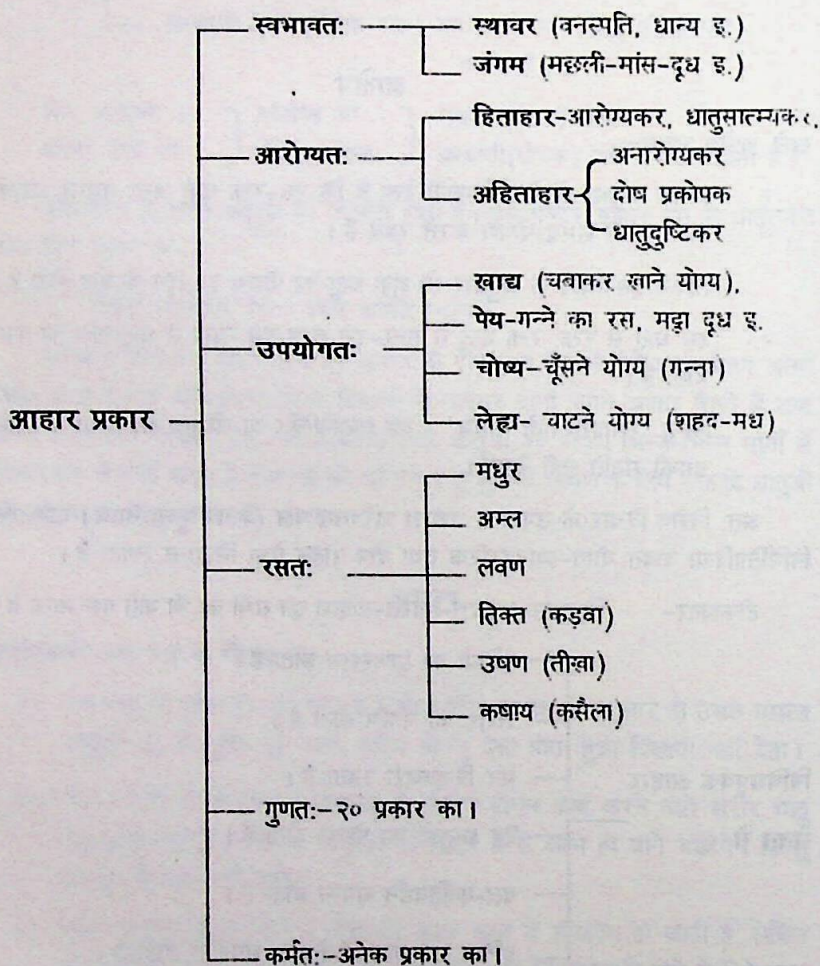 स्वभावतः
स्थावर (वनस्पति, धान्य इ.)
जंगम (मछली-मांस-दूध इ.)
आरोग्यतः
हिताहार-आरोग्यकर, धातुसात्म्यकर,
अहिताहार
अनारोग्यकर
दोष प्रकोपक
धातुदुष्टिकर
आहार प्रकार
उपयोगतः
खाद्य (चबाकर खाने योग्य),
पेय-गन्ने का रस, मठ्ठा दूध इ.
चोष्य-चूँसने योग्य (गन्ना)
लेह्य- चाटने योग्य (शहद-मध)
रसतः
मधुर
अम्ल
लवण
तिक्त (कड़वा)
उषण (तीखा)
कषाय (कसैला)
गुणतः-२० प्रकार का।
कर्मतः-अनेक प्रकार का।